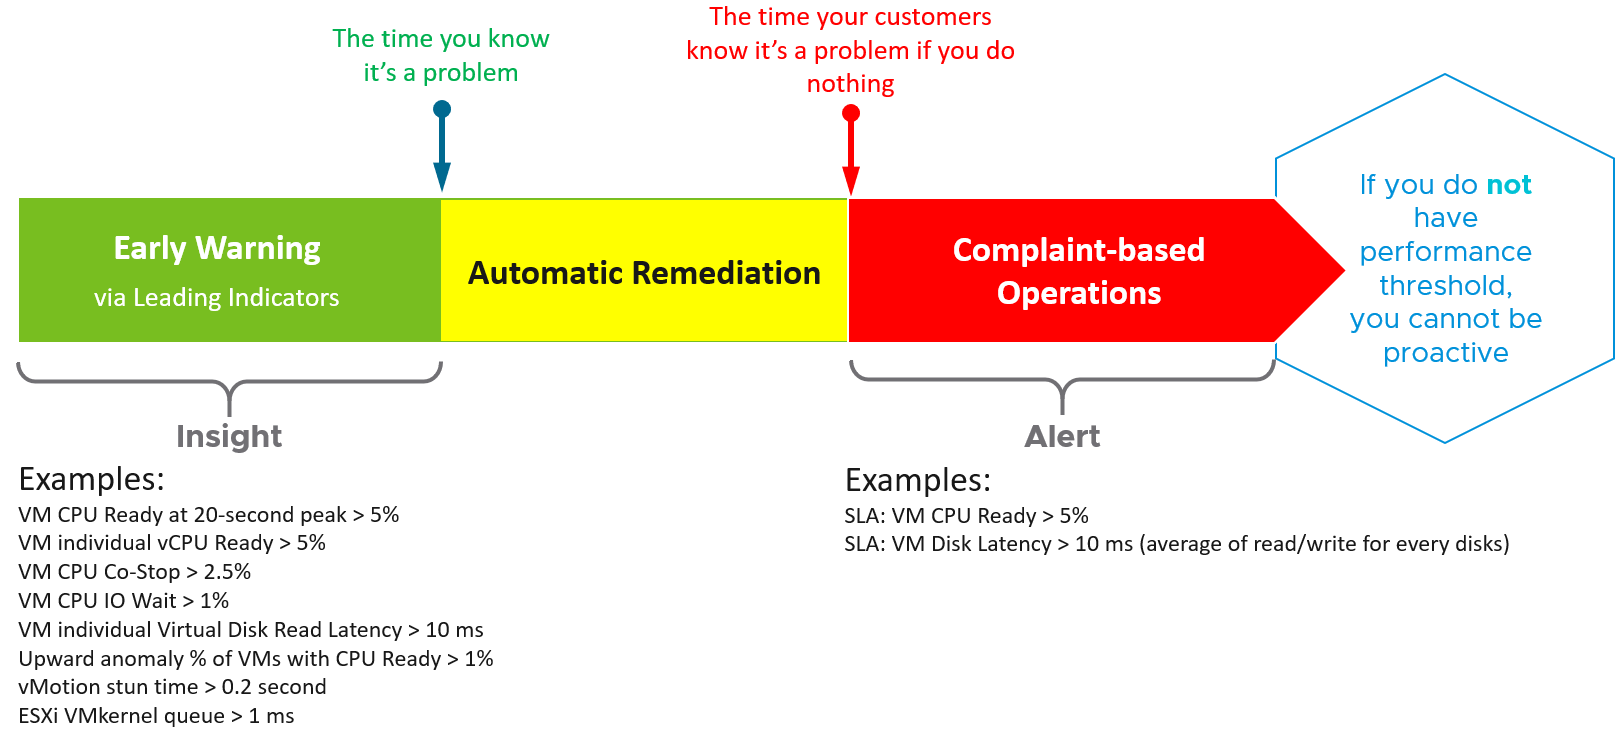 The time you know
it's a problem
The time your customers
know it's a problem if you do
nothing
Early Warning
via Leading Indicators
Automatic Remediation
Complaint-based
Operations
If you do not
have
performance
threshold,
you cannot be
proactive
Insight
Examples:
VM CPU Ready at 20-second peak > 5%
VM individual vCPU Ready > 5%
VM CPU Co-Stop > 2.5%
VM CPU IO Wait > 1%
VM individual Virtual Disk Read Latency > 10 ms
Upward anomaly % of VMs with CPU Ready > 1%
vMotion stun time > 0.2 second
ESXi VMkernel queue > 1 ms
Alert
Examples:
SLA: VM CPU Ready > 5%
SLA: VM Disk Latency > 10 ms (average of read/write for every disks)